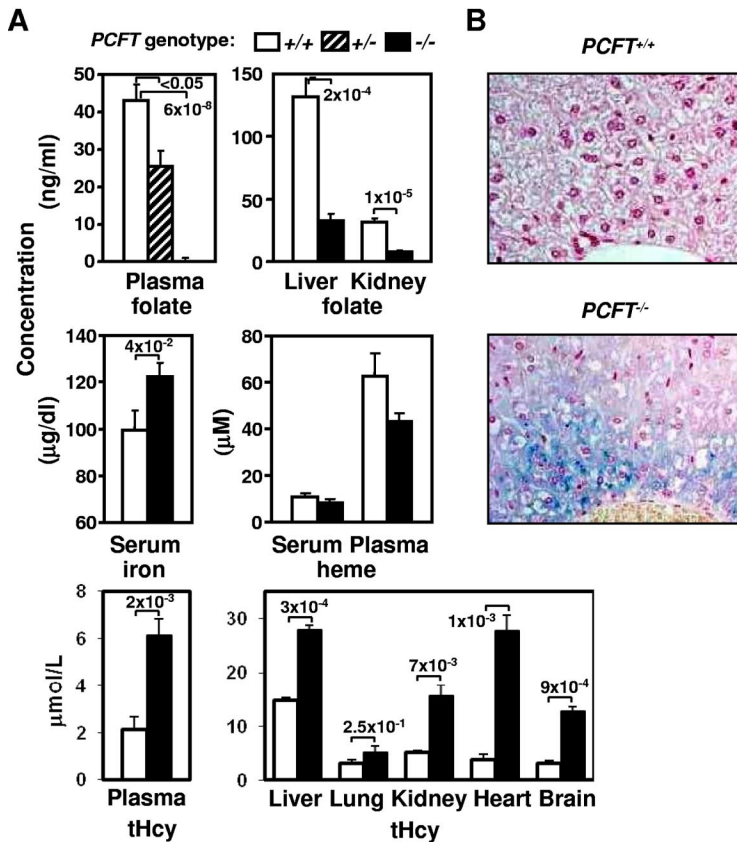 A
PCFT genotype: +/+ +/- -/-
Concentration
(ng/ml)
50
40
30
20
10
0
<0.05
6x10-8
Plasma
folate
150
100
50
0
2x10-4
1x10-5
Liver Kidney
folate
(μg/dl)
140
120
100
80
60
4x10-2
Serum
iron
(μM)
80
60
40
20
0
Serum Plasma
heme
μmol/L
8
6
4
2
0
2x10-3
Plasma
tHcy
30
20
10
0
3x10-4
2.5x10-1
7x10-3
1x10-3
9x10-4
Liver Lung Kidney Heart Brain
tHcy
B
PCFT+/+
PCFT-/-